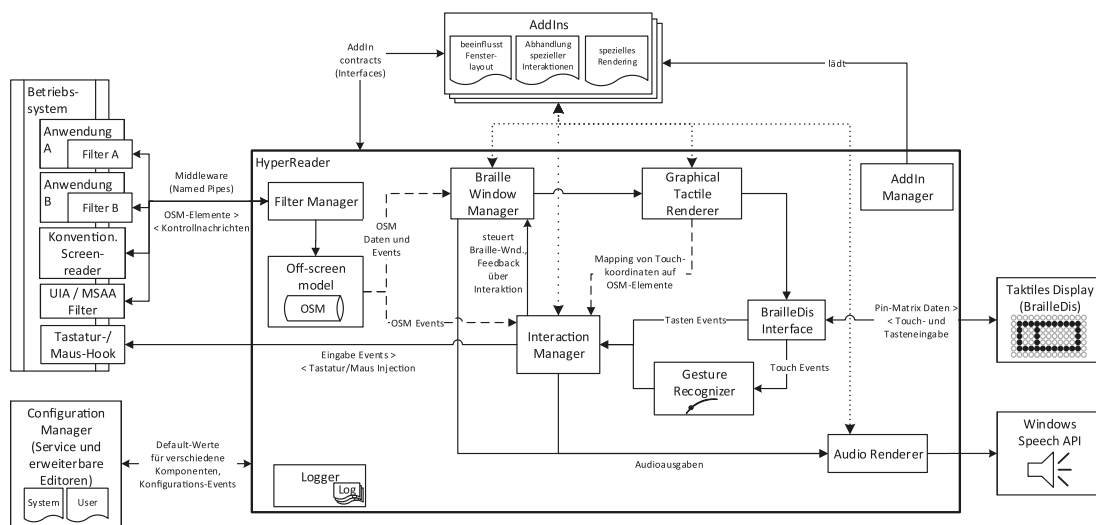 AddIns
beeinflusst
Fenster-
layout
Abhandlung
spezieller
Interaktionen
spezielles
Rendering
AddIn
contracts
(Interfaces)
lädt
Betriebs-
system
Anwendung
A
Filter A
Anwendung
B
Filter B
Konvention.
Screen-
reader
UIA / MSAA
Filter
Tastatur-/
Maus-Hook
Middleware
(Named Pipes)
OSM-Elemente >
< Kontrollnachrichten
HyperReader
Filter Manager
Off-screen
model
OSM
OSM
Daten und
Events
Braille
Window
Manager
Graphical
Tactile
Renderer
AddIn
Manager
steuert
Braille-Wnd.,
Feedback
über
Interaktion
Mapping von Touch-
koordinaten auf
OSM-Elemente
OSM Events
Interaction
Manager
Tasten Events
BrailleDis
Interface
Touch Events
Gesture
Recognizer
Pin-Matrix Daten >
< Touch- und
Tasteneingabe
Taktiles Display
(BrailleDis)
Eingabe Events >
< Tastatur/Maus Injection
Configuration
Manager
(Service und
erweiterbare
Editoren)
System
User
Default-Werte
für verschiedene
Komponenten,
Konfigurations-Events
Logger
Log
Audioausgaben
Audio Renderer
Windows
Speech API